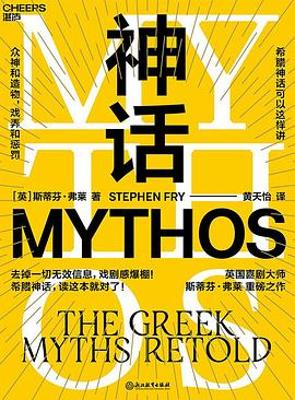 CHEERS
湛庐
MYTHOS
神话
众神和造物，戏弄和惩罚
希腊神话可以这样讲
[英]斯蒂芬·弗莱 著
STEPHEN FRY
黄天怡 译
MYTHOS
去掉一切无效信息，戏剧感爆棚！
希腊神话，读这本就对了！
英国喜剧大师
斯蒂芬·弗莱 重磅之作
THE GREEK
MYTHS RETOLD
浙江教育出版社